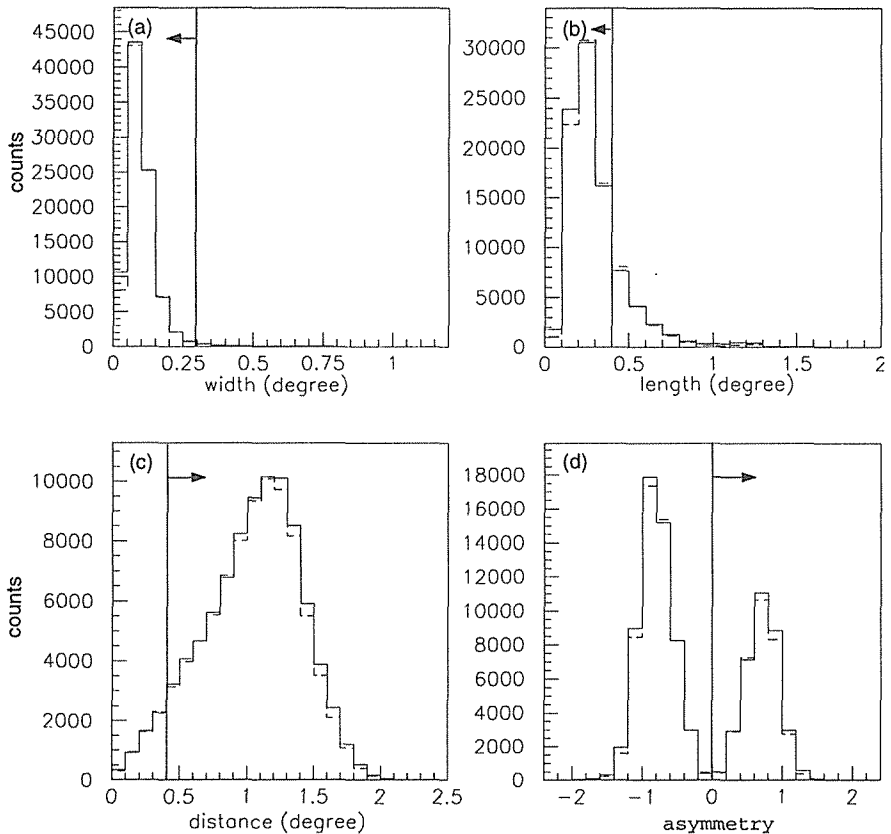 (a)
45000
40000
35000
30000
25000
20000
15000
10000
5000
0
counts
0 0.25 0.5 0.75 1
width (degree)
(b)
30000
25000
20000
15000
10000
5000
0
0 0.5 1 1.5 2
length (degree)
(c)
10000
8000
6000
4000
2000
0
counts
0 0.5 1 1.5 2 2.5
distance (degree)
(d)
18000
16000
14000
12000
10000
8000
6000
4000
2000
0
-2 -1 0 1 2
asymmetry